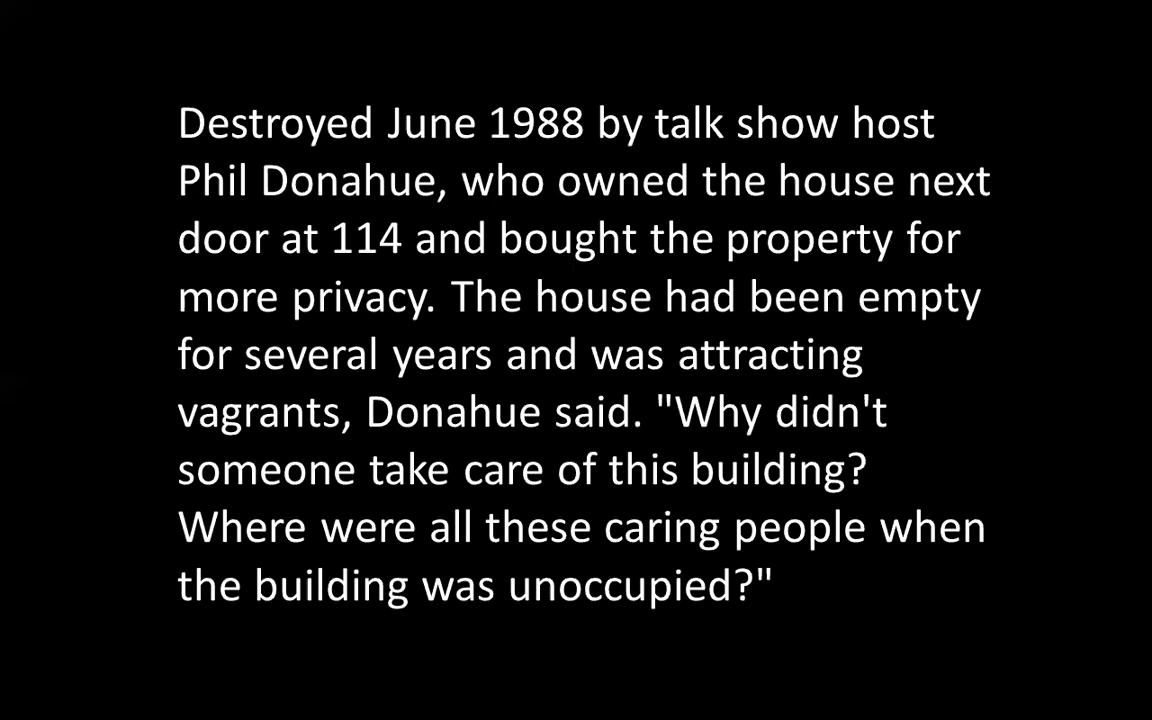 Destroyed June 1988 by talk show host
Phil Donahue, who owned the house next
door at 114 and bought the property for
more privacy. The house had been empty
for several years and was attracting
vagrants, Donahue said. "Why didn't
someone take care of this building?
Where were all these caring people when
the building was unoccupied?"